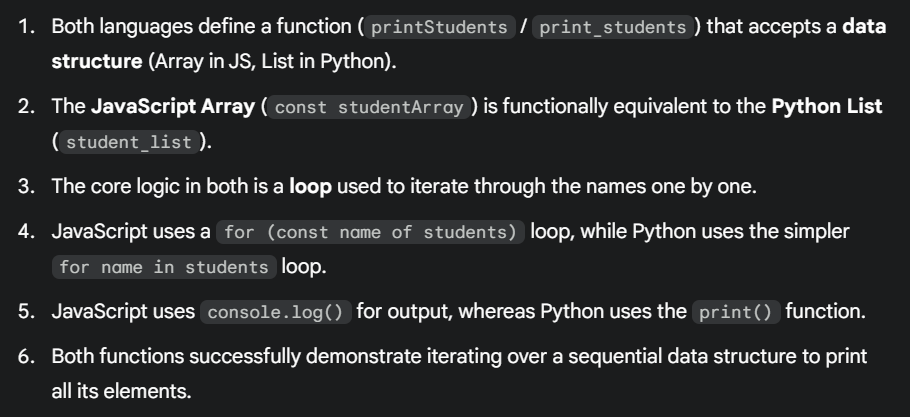 1. Both languages define a function ( printStudents / print_students ) that accepts a data
structure (Array in JS, List in Python).
2. The JavaScript Array ( const studentArray ) is functionally equivalent to the Python List
( student_list ).
3. The core logic in both is a loop used to iterate through the names one by one.
4. JavaScript uses a for (const name of students) loop, while Python uses the simpler
for name in students loop.
5. JavaScript uses console.log() for output, whereas Python uses the print() function.
6. Both functions successfully demonstrate iterating over a sequential data structure to print
all its elements.